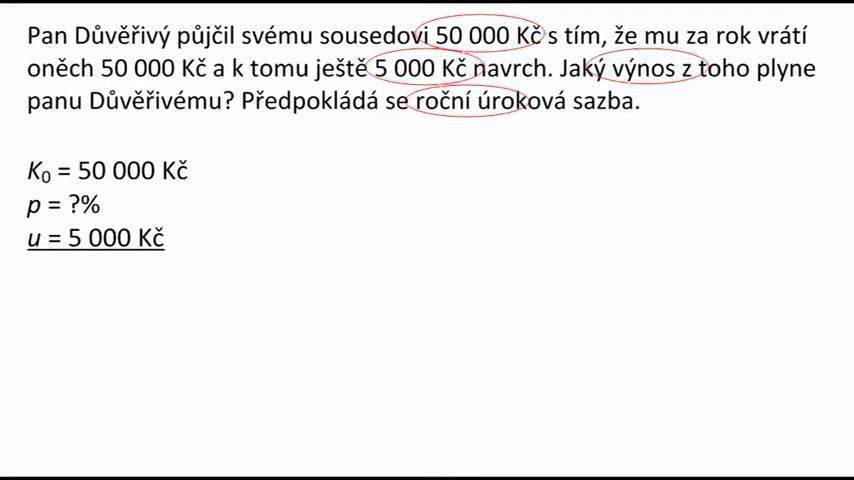 Pan Důvěřivý půjčil svému sousedovi 50 000 Kč s tím, že mu za rok vrátí
oněch 50 000 Kč a k tomu ještě 5 000 Kč navrch. Jaký výnos z toho plyne
panu Důvěřivému? Předpokládá se roční úroková sazba.
K₀ = 50 000 Kč
p = ?%
u = 5 000 Kč